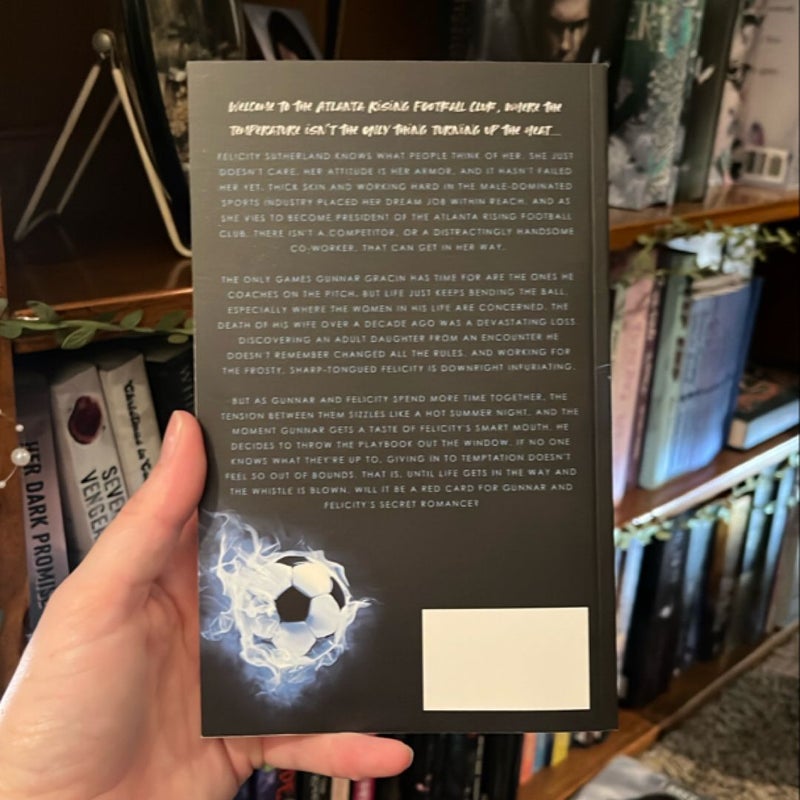 WELCOME TO THE ATLANTA RISING FOOTBALL CLUB, WHERE THE
TEMPERATURE ISN'T THE ONLY THING TURNING UP THE HEAT...
FELICITY SUTHERLAND KNOWS WHAT PEOPLE THINK OF HER. SHE JUST
DOESN'T CARE. HER ATTITUDE IS HER ARMOR, AND IT HASN'T FAILED
HER YET. THICK SKIN AND WORKING HARD IN THE MALE-DOMINATED
SPORTS INDUSTRY PLACED HER DREAM JOB WITHIN REACH, AND AS
SHE VIES TO BECOME PRESIDENT OF THE ATLANTA RISING FOOTBALL
CLUB, THERE ISN'T A COMPETITOR, OR A DISTRACTINGLY HANDSOME
CO-WORKER, THAT CAN GET IN HER WAY.
THE ONLY GAMES GUNNAR GRACIN HAS TIME FOR ARE THE ONES HE
COACHES ON THE PITCH, BUT LIFE JUST KEEPS BENDING THE BALL,
ESPECIALLY WHERE THE WOMEN IN HIS LIFE ARE CONCERNED. THE
DEATH OF HIS WIFE OVER A DECADE AGO WAS A DEVASTATING LOSS.
DISCOVERING AN ADULT DAUGHTER FROM AN ENCOUNTER HE
DOESN'T REMEMBER CHANGED ALL THE RULES. AND WORKING FOR
THE FROSTY, SHARP-TONGUED FELICITY IS DOWNRIGHT INFURIATING.
BUT AS GUNNAR AND FELICITY SPEND MORE TIME TOGETHER, THE
TENSION BETWEEN THEM SIZZLES LIKE A HOT SUMMER NIGHT, AND THE
MOMENT GUNNAR GETS A TASTE OF FELICITY'S SMART MOUTH, HE
DECIDES TO THROW THE PLAYBOOK OUT THE WINDOW. IF NO ONE
KNOWS WHAT THEY'RE UP TO, GIVING IN TO TEMPTATION DOESN'T
FEEL SO OUT OF BOUNDS. THAT IS, UNTIL LIFE GETS IN THE WAY AND
THE WHISTLE IS BLOWN. WILL IT BE A RED CARD FOR GUNNAR AND
FELICITY'S SECRET ROMANCE?
HER DARK PROMISE
Christmas in